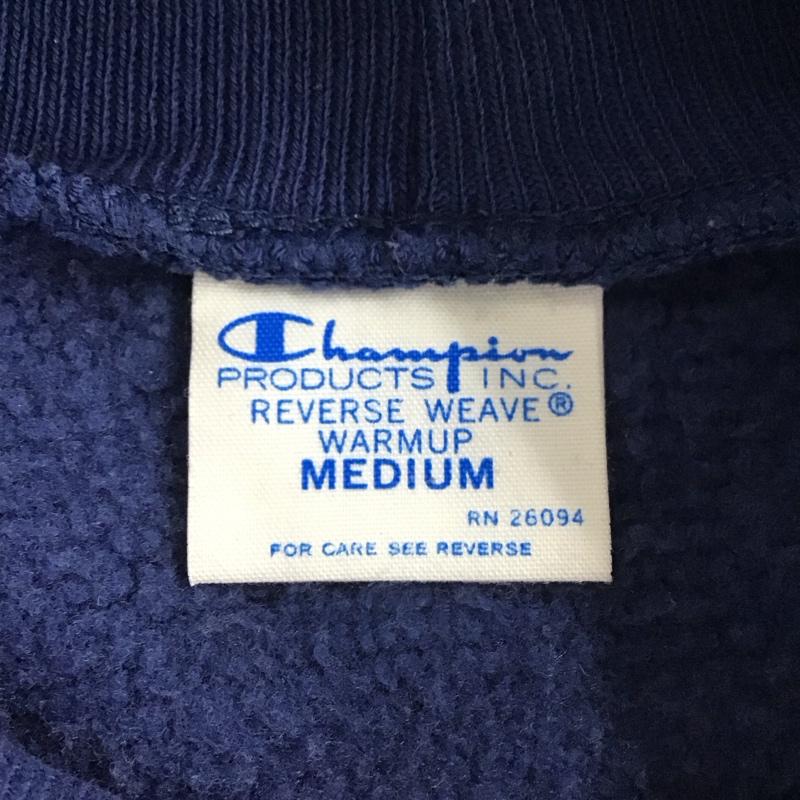 Champion
PRODUCTS INC.
REVERSE WEAVE®
WARMUP
MEDIUM
RN 26094
FOR CARE SEE REVERSE